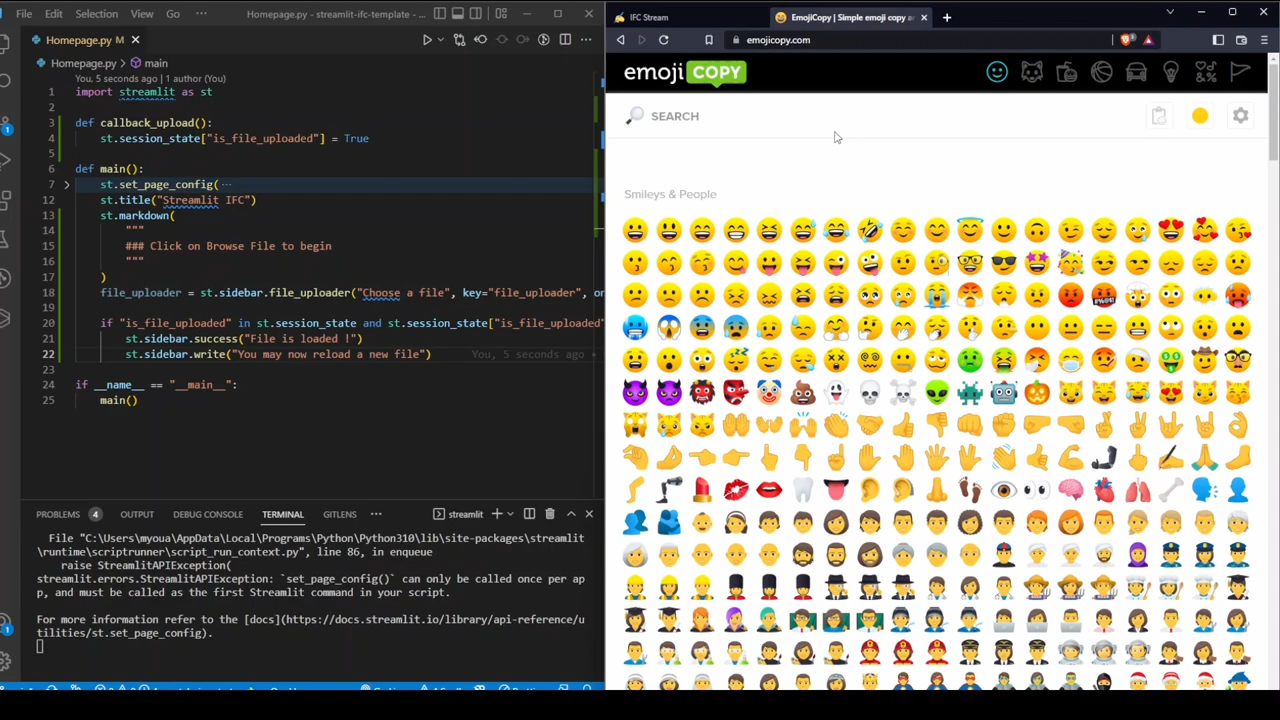 File Edit Selection View Go Homepage.py - streamlit-ifc-template - ...
Homepage.py M
Homepage.py > main
You, 5 seconds ago | 1 author (You)
1 import streamlit as st
2
3 def callback_upload():
4 st.session_state["is_file_uploaded"] = True
5
6 def main():
7 st.set_page_config( ...
12 st.title("Streamlit IFC")
13 st.markdown(
14 """
15 ### Click on Browse File to begin
16 """
17 )
18 file_uploader = st.sidebar.file_uploader("Choose a file", key="file_uploader", on
19
20 if "is_file_uploaded" in st.session_state and st.session_state["is_file_uploaded"
21 st.sidebar.success("File is loaded !")
22 st.sidebar.write("You may now reload a new file") You, 5 seconds ago
23
24 if __name__ == "__main__":
25 main()
PROBLEMS 4 OUTPUT DEBUG CONSOLE TERMINAL GITLENS ... streamlit
File "C:\Users\myoua\AppData\Local\Programs\Python\Python310\lib\site-packages\streamlit
\runtime\scriptrunner\script_run_context.py", line 86, in enqueue
raise StreamlitAPIException(
streamlit.errors.StreamlitAPIException: `set_page_config()` can only be called once per ap
p, and must be called as the first Streamlit command in your script.
For more information refer to the [docs](https://docs.streamlit.io/library/api-reference/u
tilities/st.set_page_config).
IFC Stream
EmojiCopy | Simple emoji copy
emojicopy.com
emoji COPY
SEARCH
Smileys & People